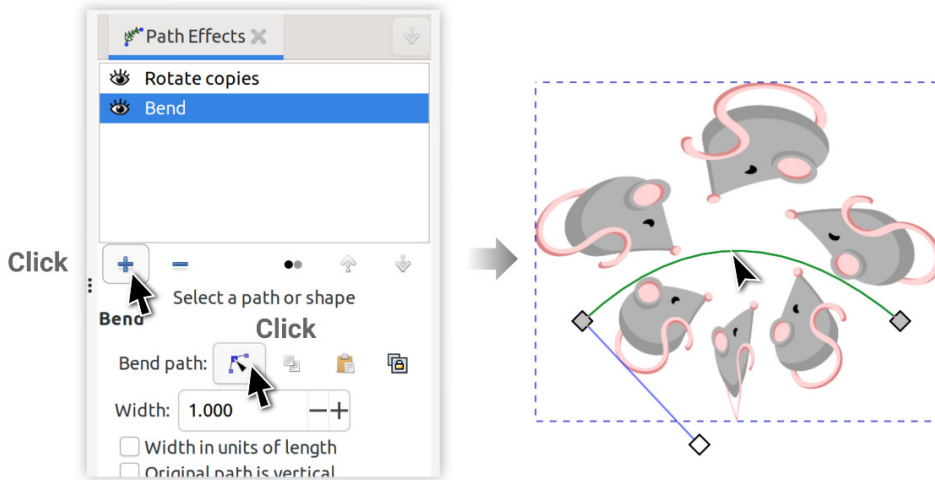 Path Effects
Rotate copies
Bend
Click
Select a path or shape
Bend
Click
Bend path:
Width: 1.000
Width in units of length
Original path is vertical